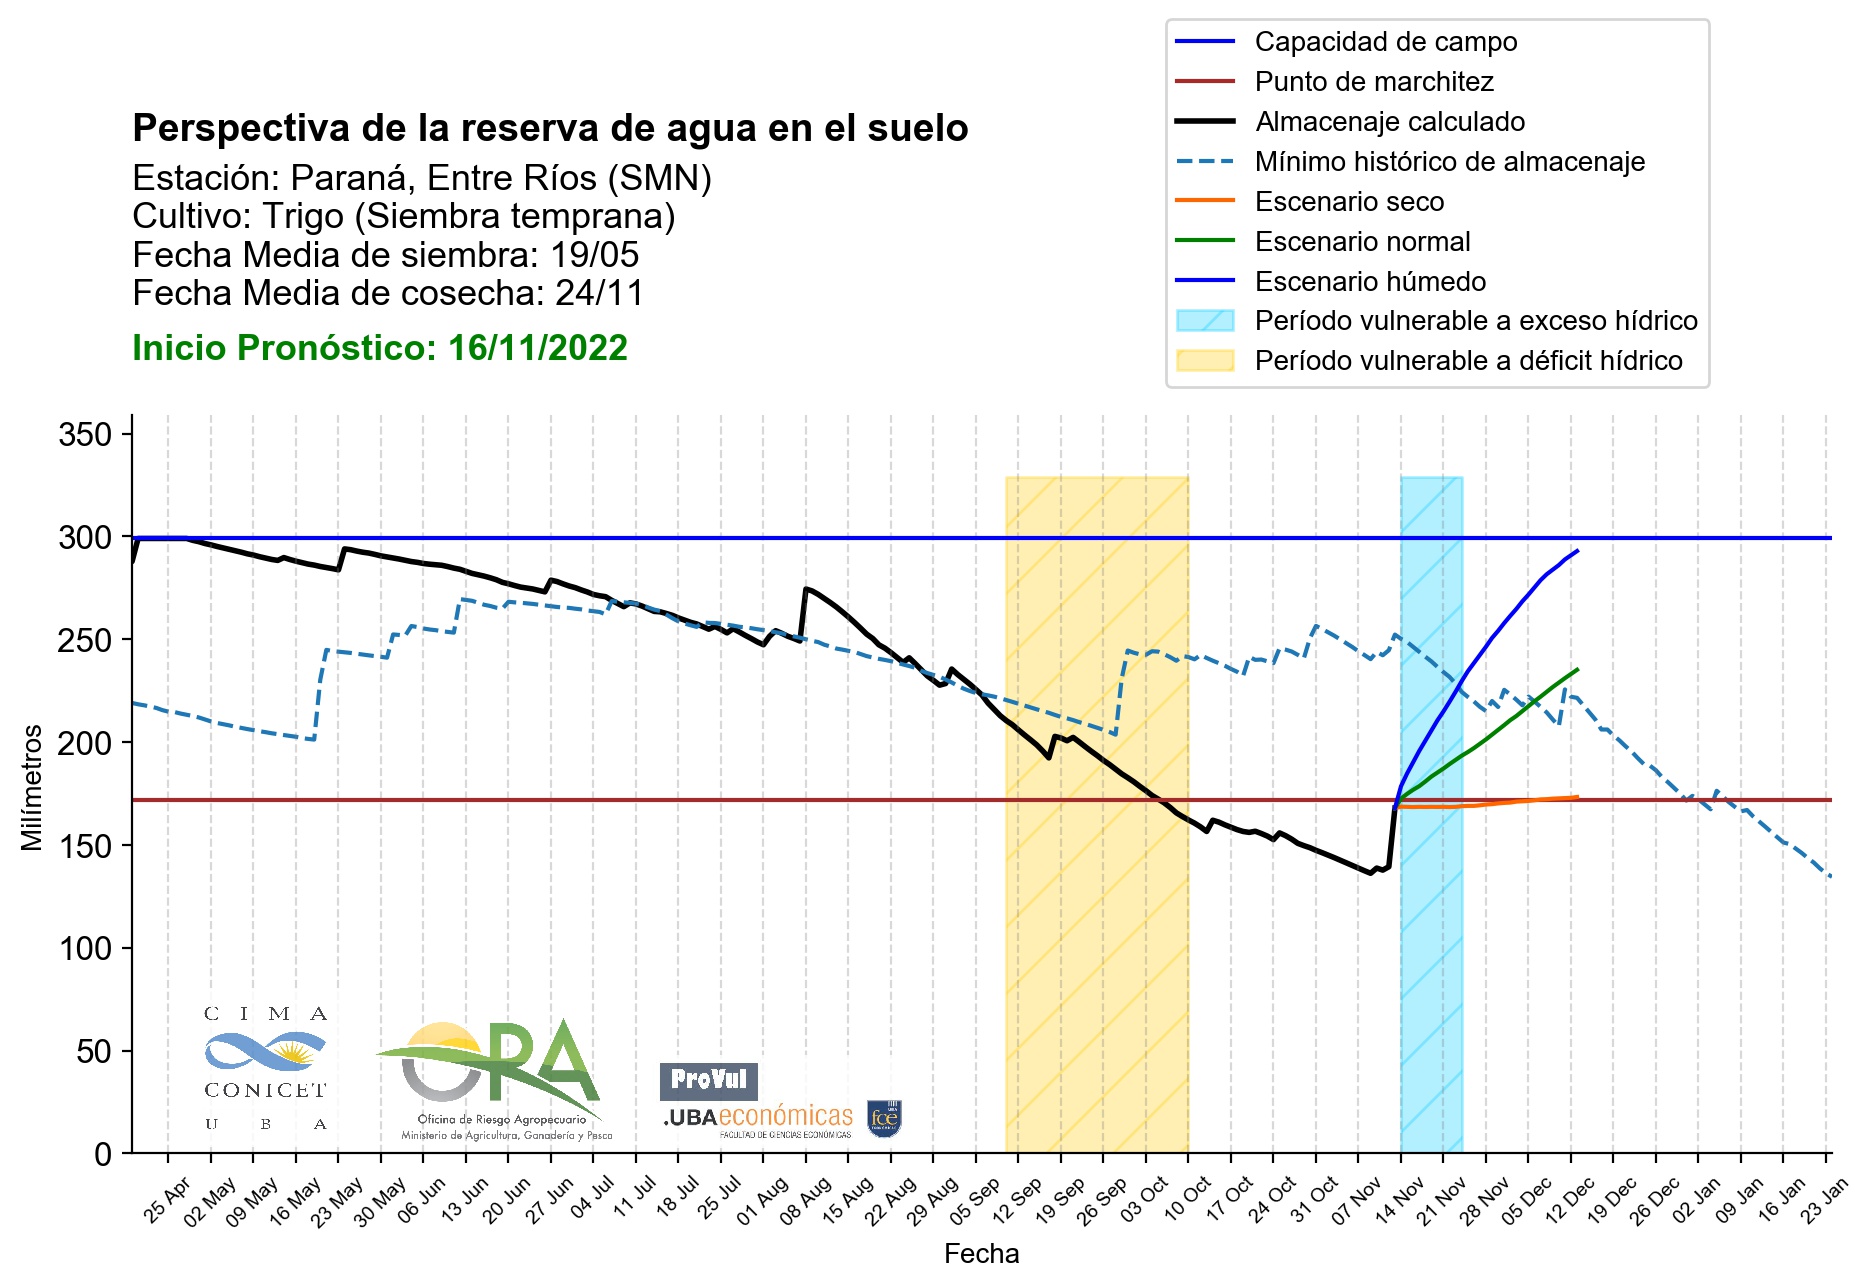 Capacidad de campo
Punto de marchitez
Almacenaje calculado
Mínimo histórico de almacenaje
Escenario seco
Escenario normal
Escenario húmedo
Período vulnerable a exceso hídrico
Período vulnerable a déficit hídrico
Perspectiva de la reserva de agua en el suelo
Estación: Paraná, Entre Ríos (SMN)
Cultivo: Trigo (Siembra temprana)
Fecha Media de siembra: 19/05
Fecha Media de cosecha: 24/11
Inicio Pronóstico: 16/11/2022
350
300
250
200
150
100
50
0
Milímetros
C I M A
CONICET
U B A
ORA
Oficina de Riesgo Agropecuario
Ministerio de Agricultura, Ganadería y Pesca
ProVul
.UBAeconómicas
FACULTAD DE CIENCIAS ECONÓMICAS
fce
25 Apr 02 May 09 May 16 May 23 May 30 May 06 Jun 13 Jun 20 Jun 27 Jun 04 Jul 11 Jul 18 Jul 25 Jul 01 Aug 08 Aug 15 Aug 22 Aug 29 Aug 05 Sep 12 Sep 19 Sep 26 Sep 03 Oct 10 Oct 17 Oct 24 Oct 31 Oct 07 Nov 14 Nov 21 Nov 28 Nov 05 Dec 12 Dec 19 Dec 26 Dec 02 Jan 09 Jan 16 Jan 23 Jan
Fecha